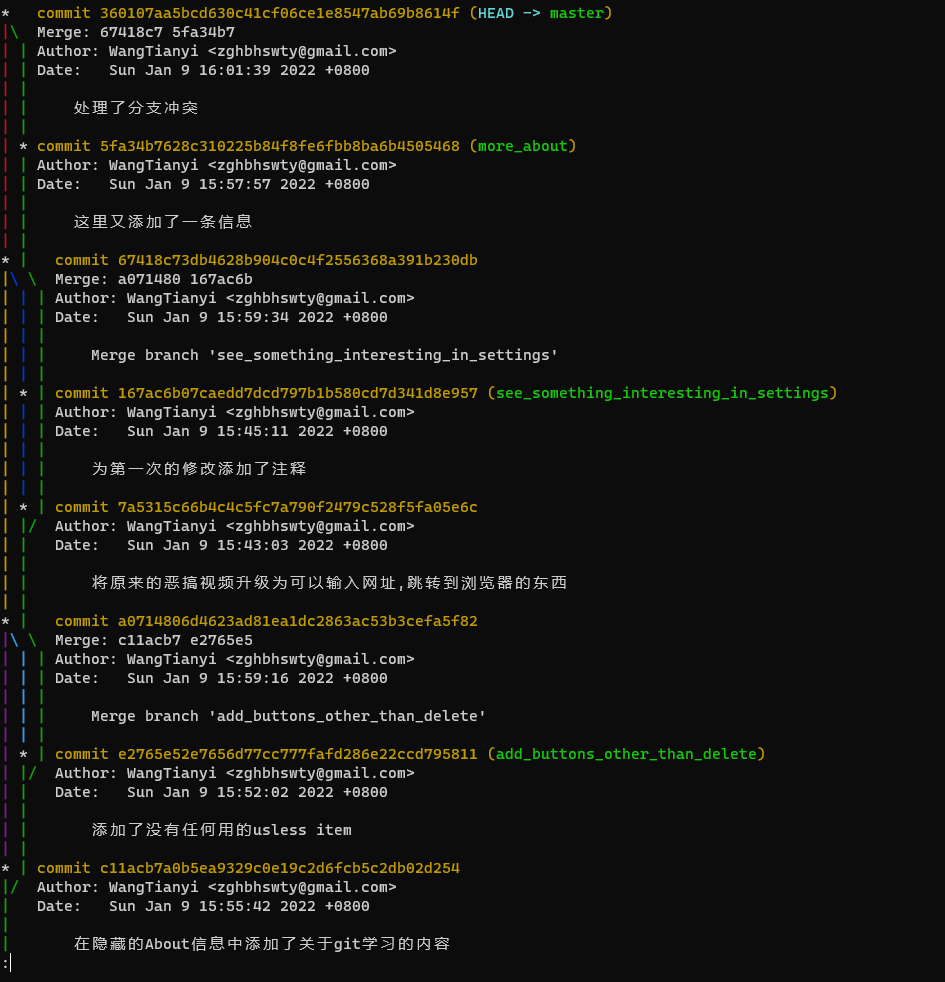 * commit 360107aa5bcd630c41cf06ce1e8547ab69b8614f (HEAD -> master)
|\ Merge: 67418c7 5fa34b7
| | Author: WangTianyi <zghbhswty@gmail.com>
| | Date: Sun Jan 9 16:01:39 2022 +0800
| |
| | 处理了分支冲突
| |
| * commit 5fa34b7628c310225b84f8fe6fbb8ba6b4505468 (more_about)
| | Author: WangTianyi <zghbhswty@gmail.com>
| | Date: Sun Jan 9 15:57:57 2022 +0800
| |
| | 这里又添加了一条信息
| |
* | commit 67418c73db4628b904c0c4f2556368a391b230db
|\ \ Merge: a071480 167ac6b
| | | Author: WangTianyi <zghbhswty@gmail.com>
| | | Date: Sun Jan 9 15:59:34 2022 +0800
| | |
| | | Merge branch 'see_something_interesting_in_settings'
| | |
| * | commit 167ac6b07caedd7dcd797b1b580cd7d341d8e957 (see_something_interesting_in_settings)
| | | Author: WangTianyi <zghbhswty@gmail.com>
| | | Date: Sun Jan 9 15:45:11 2022 +0800
| | |
| | | 为第一次的修改添加了注释
| | |
| * | commit 7a5315c66b4c4c5fc7a790f2479c528f5fa05e6c
| |/ Author: WangTianyi <zghbhswty@gmail.com>
| | Date: Sun Jan 9 15:43:03 2022 +0800
| |
| | 将原来的恶搞视频升级为可以输入网址,跳转到浏览器的东西
| |
* | commit a0714806d4623ad81ea1dc2863ac53b3cefa5f82
|\ \ Merge: c11acb7 e2765e5
| | | Author: WangTianyi <zghbhswty@gmail.com>
| | | Date: Sun Jan 9 15:59:16 2022 +0800
| | |
| | | Merge branch 'add_buttons_other_than_delete'
| | |
| * | commit e2765e52e7656d77cc777fafd286e22ccd795811 (add_buttons_other_than_delete)
| |/ Author: WangTianyi <zghbhswty@gmail.com>
| | Date: Sun Jan 9 15:52:02 2022 +0800
| |
| | 添加了没有任何用的usless item
| |
* | commit c11acb7a0b5ea9329c0e19c2d6fcb5c2db02d254
|/ Author: WangTianyi <zghbhswty@gmail.com>
| Date: Sun Jan 9 15:55:42 2022 +0800
|
| 在隐藏的About信息中添加了关于git学习的内容
: